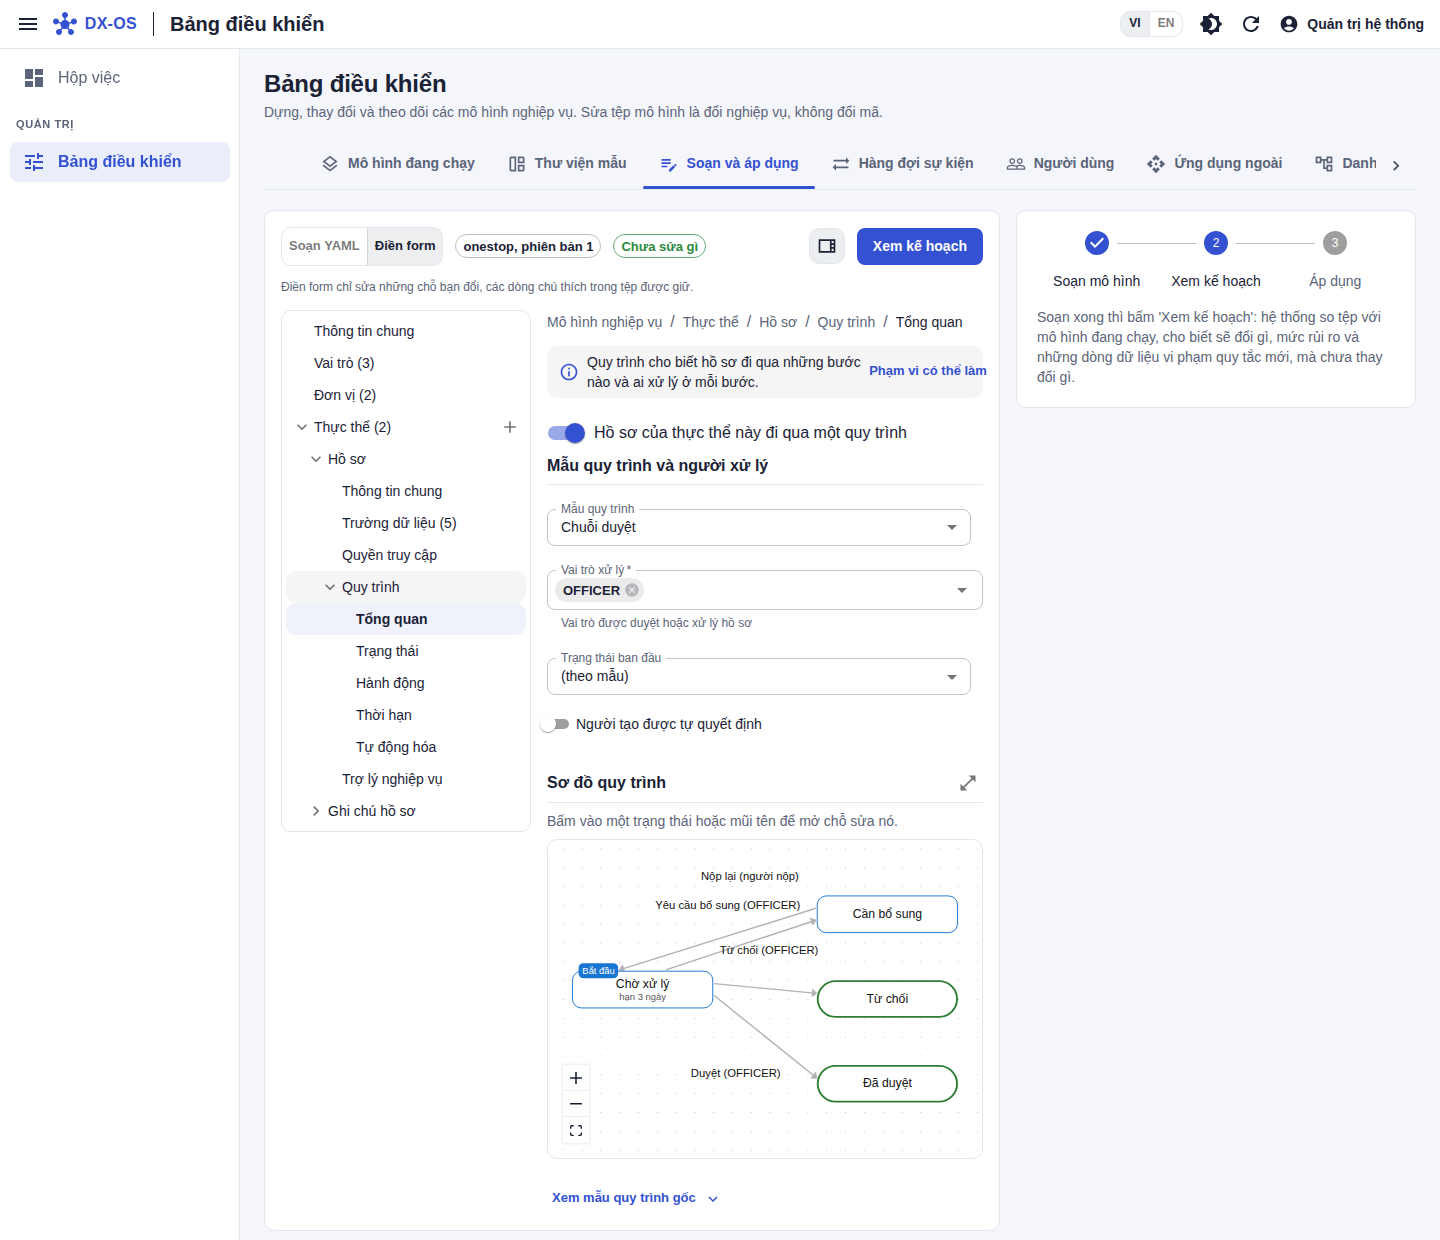 DX-OS
Bảng điều khiển
VI
EN
Quản trị hệ thống
Hộp việc
QUẢN TRỊ
Bảng điều khiển
Bảng điều khiển
Dựng, thay đổi và theo dõi các mô hình nghiệp vụ. Sửa tệp mô hình là đổi nghiệp vụ, không đổi mã.
Mô hình đang chạy
Thư viện mẫu
Soạn và áp dụng
Hàng đợi sự kiện
Người dùng
Ứng dụng ngoài
Danh
Soạn YAML
Điền form
onestop, phiên bản 1
Chưa sửa gì
Xem kế hoạch
Điền form chỉ sửa những chỗ bạn đổi, các dòng chú thích trong tệp được giữ.
Thông tin chung
Vai trò (3)
Đơn vị (2)
Thực thể (2)
Hồ sơ
Thông tin chung
Trường dữ liệu (5)
Quyền truy cập
Quy trình
Tổng quan
Trạng thái
Hành động
Thời hạn
Tự động hóa
Trợ lý nghiệp vụ
Ghi chú hồ sơ
Mô hình nghiệp vụ / Thực thể / Hồ sơ / Quy trình / Tổng quan
Quy trình cho biết hồ sơ đi qua những bước
nào và ai xử lý ở mỗi bước.
Phạm vi có thể làm
Hồ sơ của thực thể này đi qua một quy trình
Mẫu quy trình và người xử lý
Mẫu quy trình
Chuỗi duyệt
Vai trò xử lý *
OFFICER
Vai trò được duyệt hoặc xử lý hồ sơ
Trạng thái ban đầu
(theo mẫu)
Người tạo được tự quyết định
Sơ đồ quy trình
Bấm vào một trạng thái hoặc mũi tên để mở chỗ sửa nó.
Nộp lại (người nộp)
Yêu cầu bổ sung (OFFICER)
Cần bổ sung
Từ chối (OFFICER)
Bắt đầu
Chờ xử lý
hạn 3 ngày
Từ chối
Duyệt (OFFICER)
Đã duyệt
Xem mẫu quy trình gốc
2
3
Soạn mô hình
Xem kế hoạch
Áp dụng
Soạn xong thì bấm 'Xem kế hoạch': hệ thống so tệp với
mô hình đang chạy, cho biết sẽ đổi gì, mức rủi ro và
những dòng dữ liệu vi phạm quy tắc mới, mà chưa thay
đổi gì.